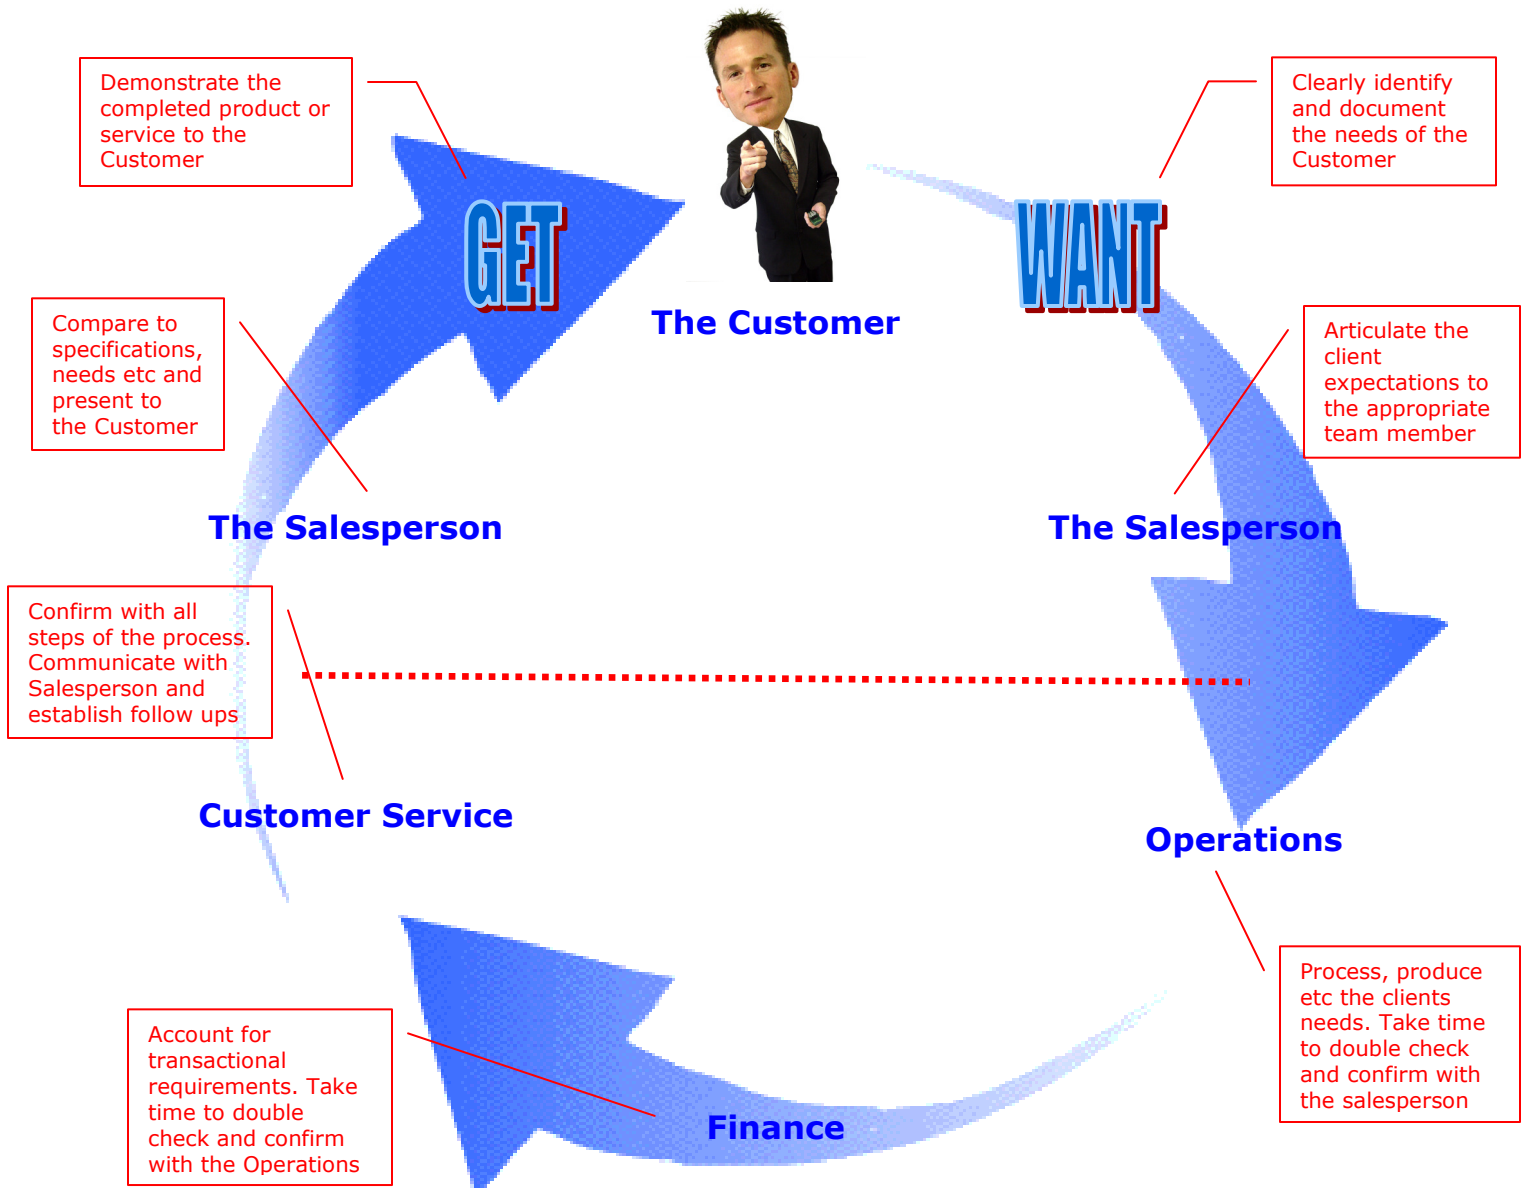 Demonstrate the
completed product or
service to the
Customer
GET
The Customer
WANT
Clearly identify
and document
the needs of the
Customer
Compare to
specifications,
needs etc and
present to
the Customer
Articulate the
client
expectations to
the appropriate
team member
The Salesperson
The Salesperson
Confirm with all
steps of the process.
Communicate with
Salesperson and
establish follow ups
Customer Service
Operations
Process, produce
etc the clients
needs. Take time
to double check
and confirm with
the salesperson
Account for
transactional
requirements. Take
time to double
check and confirm
with the Operations
Finance